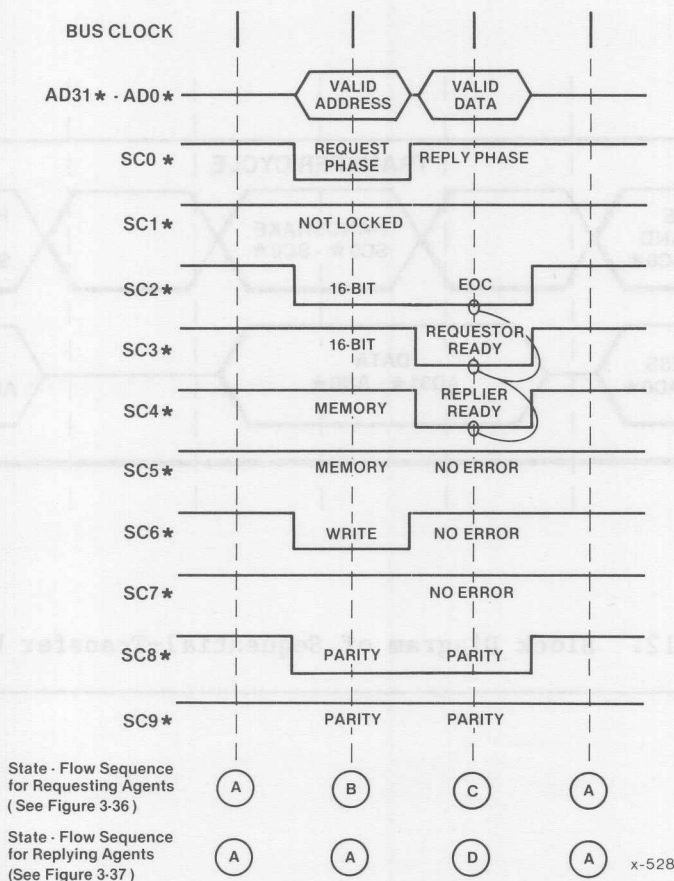 BUS CLOCK
AD31* - AD0*
VALID ADDRESS
VALID DATA
SC0*
REQUEST PHASE
REPLY PHASE
SC1*
NOT LOCKED
SC2*
16-BIT
EOC
SC3*
16-BIT
REQUESTOR READY
SC4*
MEMORY
REPLIER READY
SC5*
MEMORY
NO ERROR
SC6*
WRITE
NO ERROR
SC7*
NO ERROR
SC8*
PARITY
PARITY
SC9*
PARITY
PARITY
State - Flow Sequence
for Requesting Agents
(See Figure 3-36)
A
B
C
A
State - Flow Sequence
for Replying Agents
(See Figure 3-37)
A
A
D
A
x-528